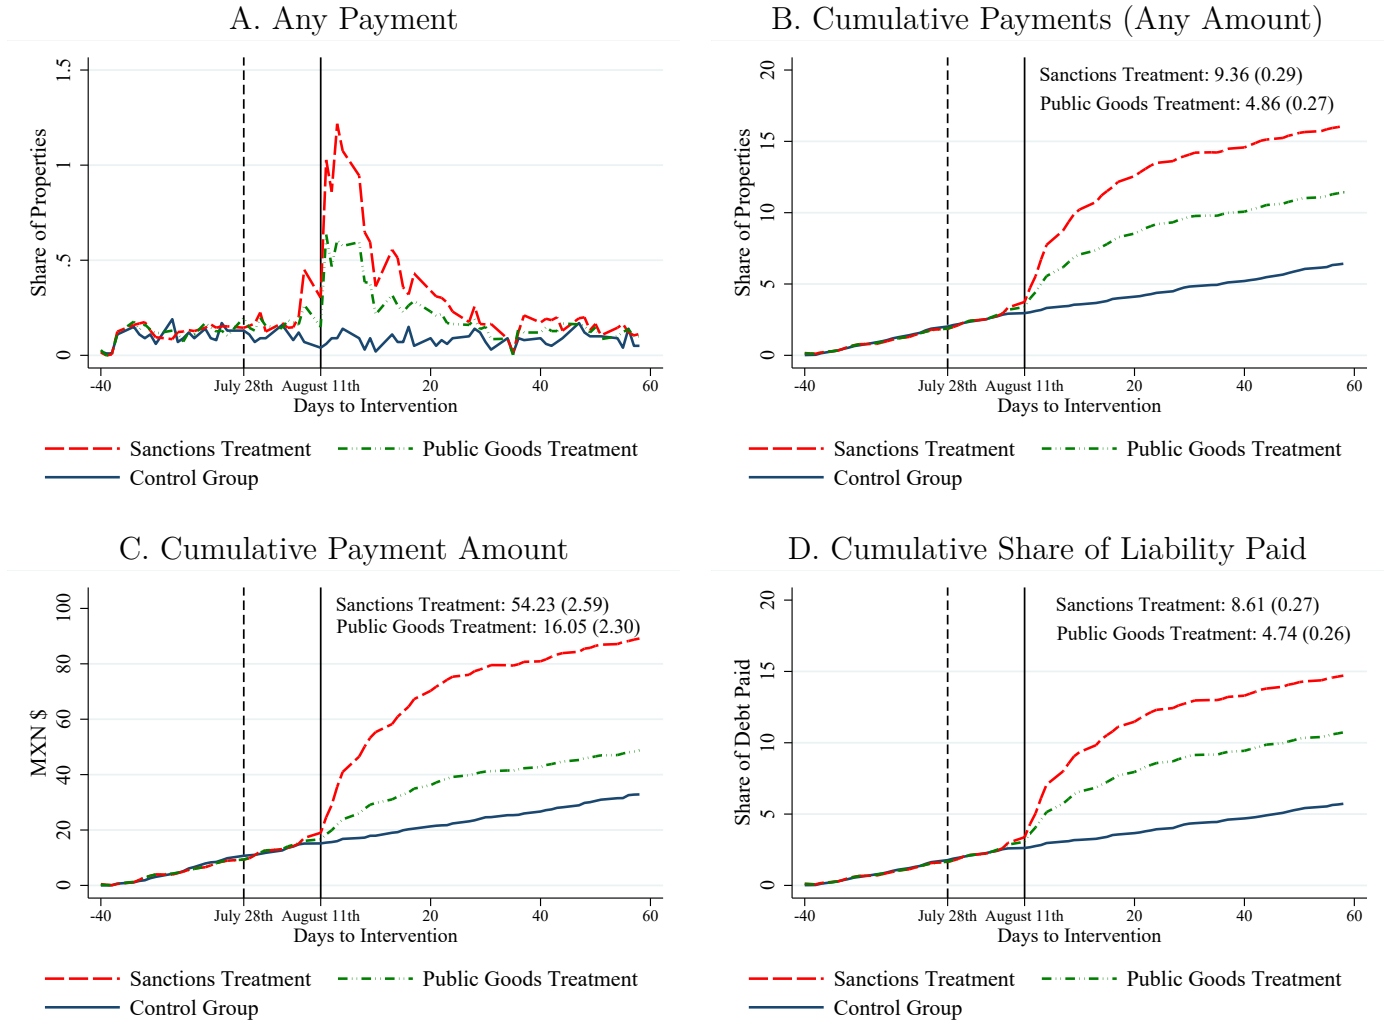 A. Any Payment
Share of Properties
1.5
1
.5
0
-40
July 28th
August 11th
20
40
60
Days to Intervention
Sanctions Treatment
Public Goods Treatment
Control Group
B. Cumulative Payments (Any Amount)
Sanctions Treatment: 9.36 (0.29)
Public Goods Treatment: 4.86 (0.27)
Share of Properties
20
15
10
5
0
-40
July 28th
August 11th
20
40
60
Days to Intervention
Sanctions Treatment
Public Goods Treatment
Control Group
C. Cumulative Payment Amount
Sanctions Treatment: 54.23 (2.59)
Public Goods Treatment: 16.05 (2.30)
MXN $
100
80
60
40
20
0
-40
July 28th
August 11th
20
40
60
Days to Intervention
Sanctions Treatment
Public Goods Treatment
Control Group
D. Cumulative Share of Liability Paid
Sanctions Treatment: 8.61 (0.27)
Public Goods Treatment: 4.74 (0.26)
Share of Debt Paid
20
15
10
5
0
-40
July 28th
August 11th
20
40
60
Days to Intervention
Sanctions Treatment
Public Goods Treatment
Control Group